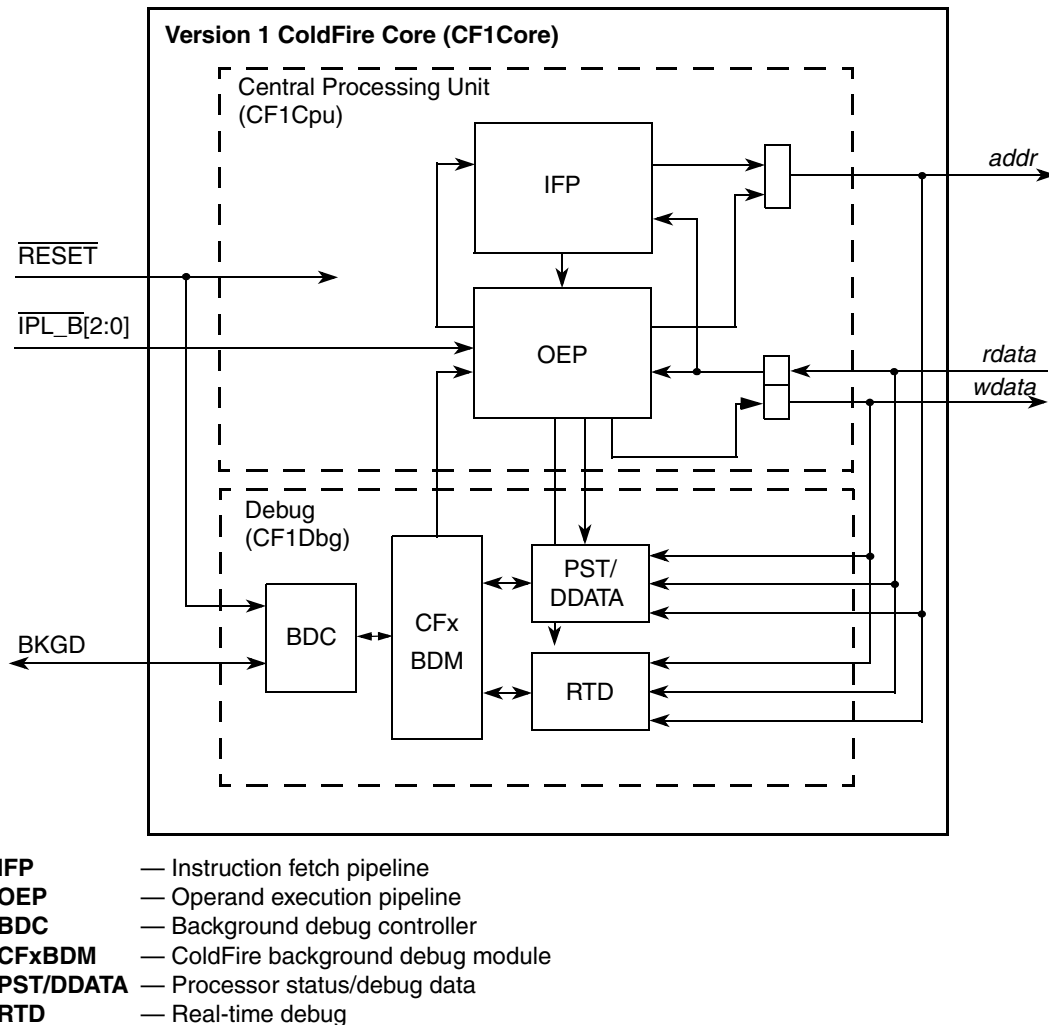 Version 1 ColdFire Core (CF1Core)
Central Processing Unit
(CF1Cpu)
IFP
addr
RESET
IPL_B[2:0]
OEP
rdata
wdata
Debug
(CF1Dbg)
PST/
DDATA
CFx
BDM
BDC
BKGD
RTD
IFP — Instruction fetch pipeline
OEP — Operand execution pipeline
BDC — Background debug controller
CFxBDM — ColdFire background debug module
PST/DDATA — Processor status/debug data
RTD — Real-time debug